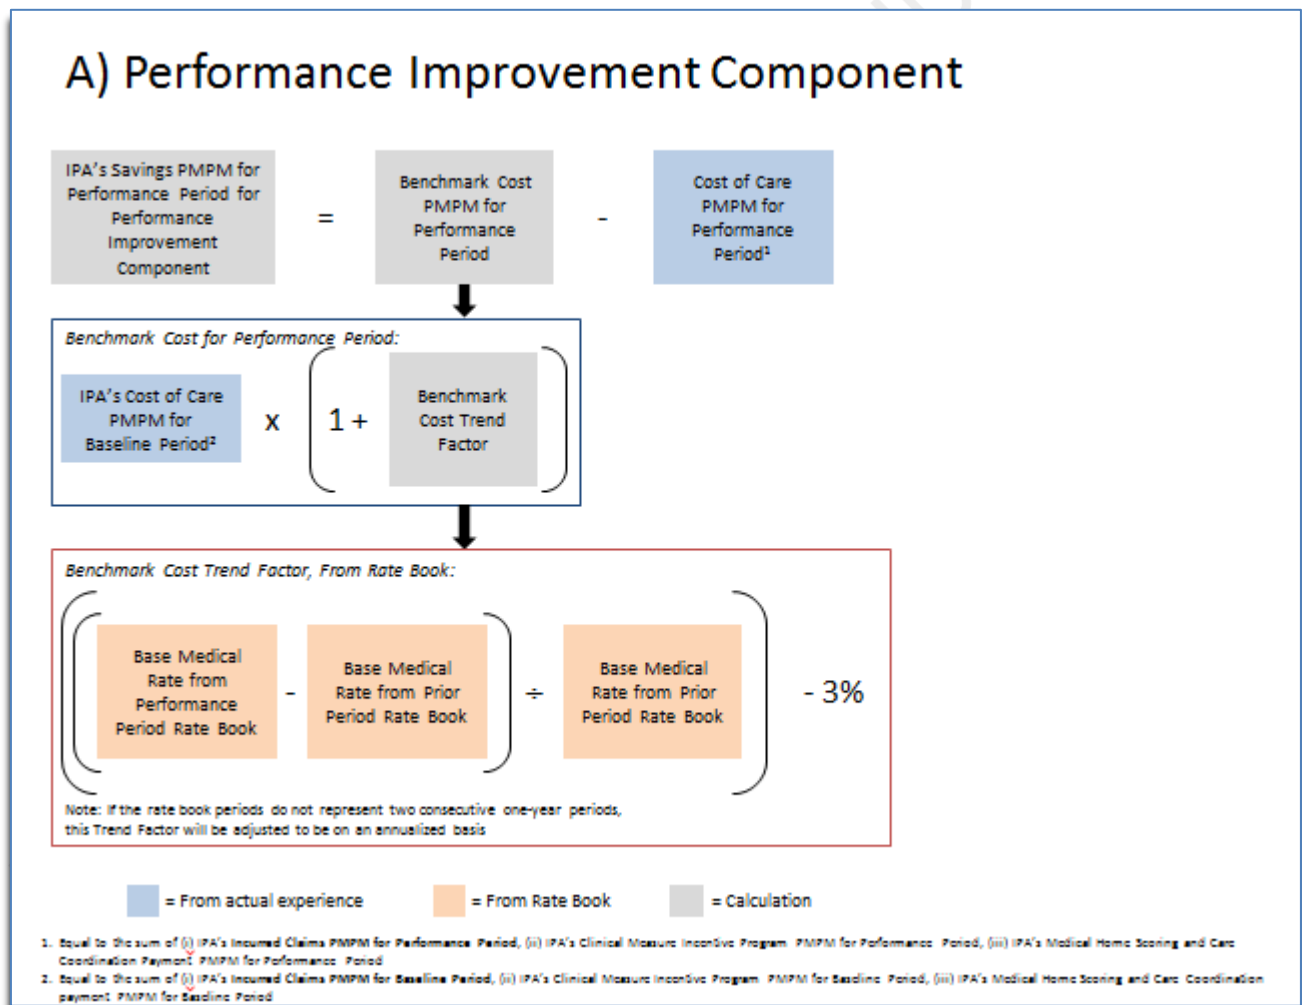 A) Performance Improvement Component
IPA's Savings PMPM for
Performance Period for
Performance
Improvement
Component
=
Benchmark Cost
PMPM for
Performance
Period
-
Cost of Care
PMPM for
Performance
Period¹
Benchmark Cost for Performance Period:
IPA's Cost of Care
PMPM for
Baseline Period²
x
1 +
Benchmark
Cost Trend
Factor
Benchmark Cost Trend Factor, From Rate Book:
Base Medical
Rate from
Performance
Period Rate Book
-
Base Medical
Rate from Prior
Period Rate Book
÷
Base Medical
Rate from Prior
Period Rate Book
- 3%
Note: If the rate book periods do not represent two consecutive one-year periods,
this Trend Factor will be adjusted to be on an annualized basis
= From actual experience
= From Rate Book
= Calculation
1. Equal to the sum of (i) IPA's Incurred Claims PMPM for Performance Period, (ii) IPA's Clinical Measure Incentive Program PMPM for Performance Period, (iii) IPA's Medical Home Scoring and Care
Coordination Payment PMPM for Performance Period
2. Equal to the sum of (i) IPA's Incurred Claims PMPM for Baseline Period, (ii) IPA's Clinical Measure Incentive Program PMPM for Baseline Period, (iii) IPA's Medical Home Scoring and Care Coordination
payment PMPM for Baseline Period